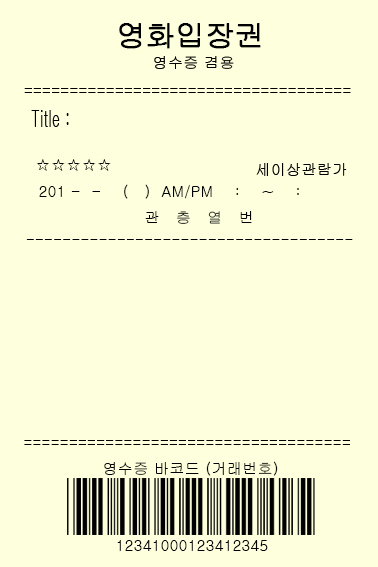 영화입장권
영수증 겸용
====================================
Title :
☆☆☆☆☆ 세이상관람가
201 - - ( ) AM/PM : ~ :
관 층 열 번
------------------------------------
====================================
영수증 바코드 (거래번호)
12341000123412345